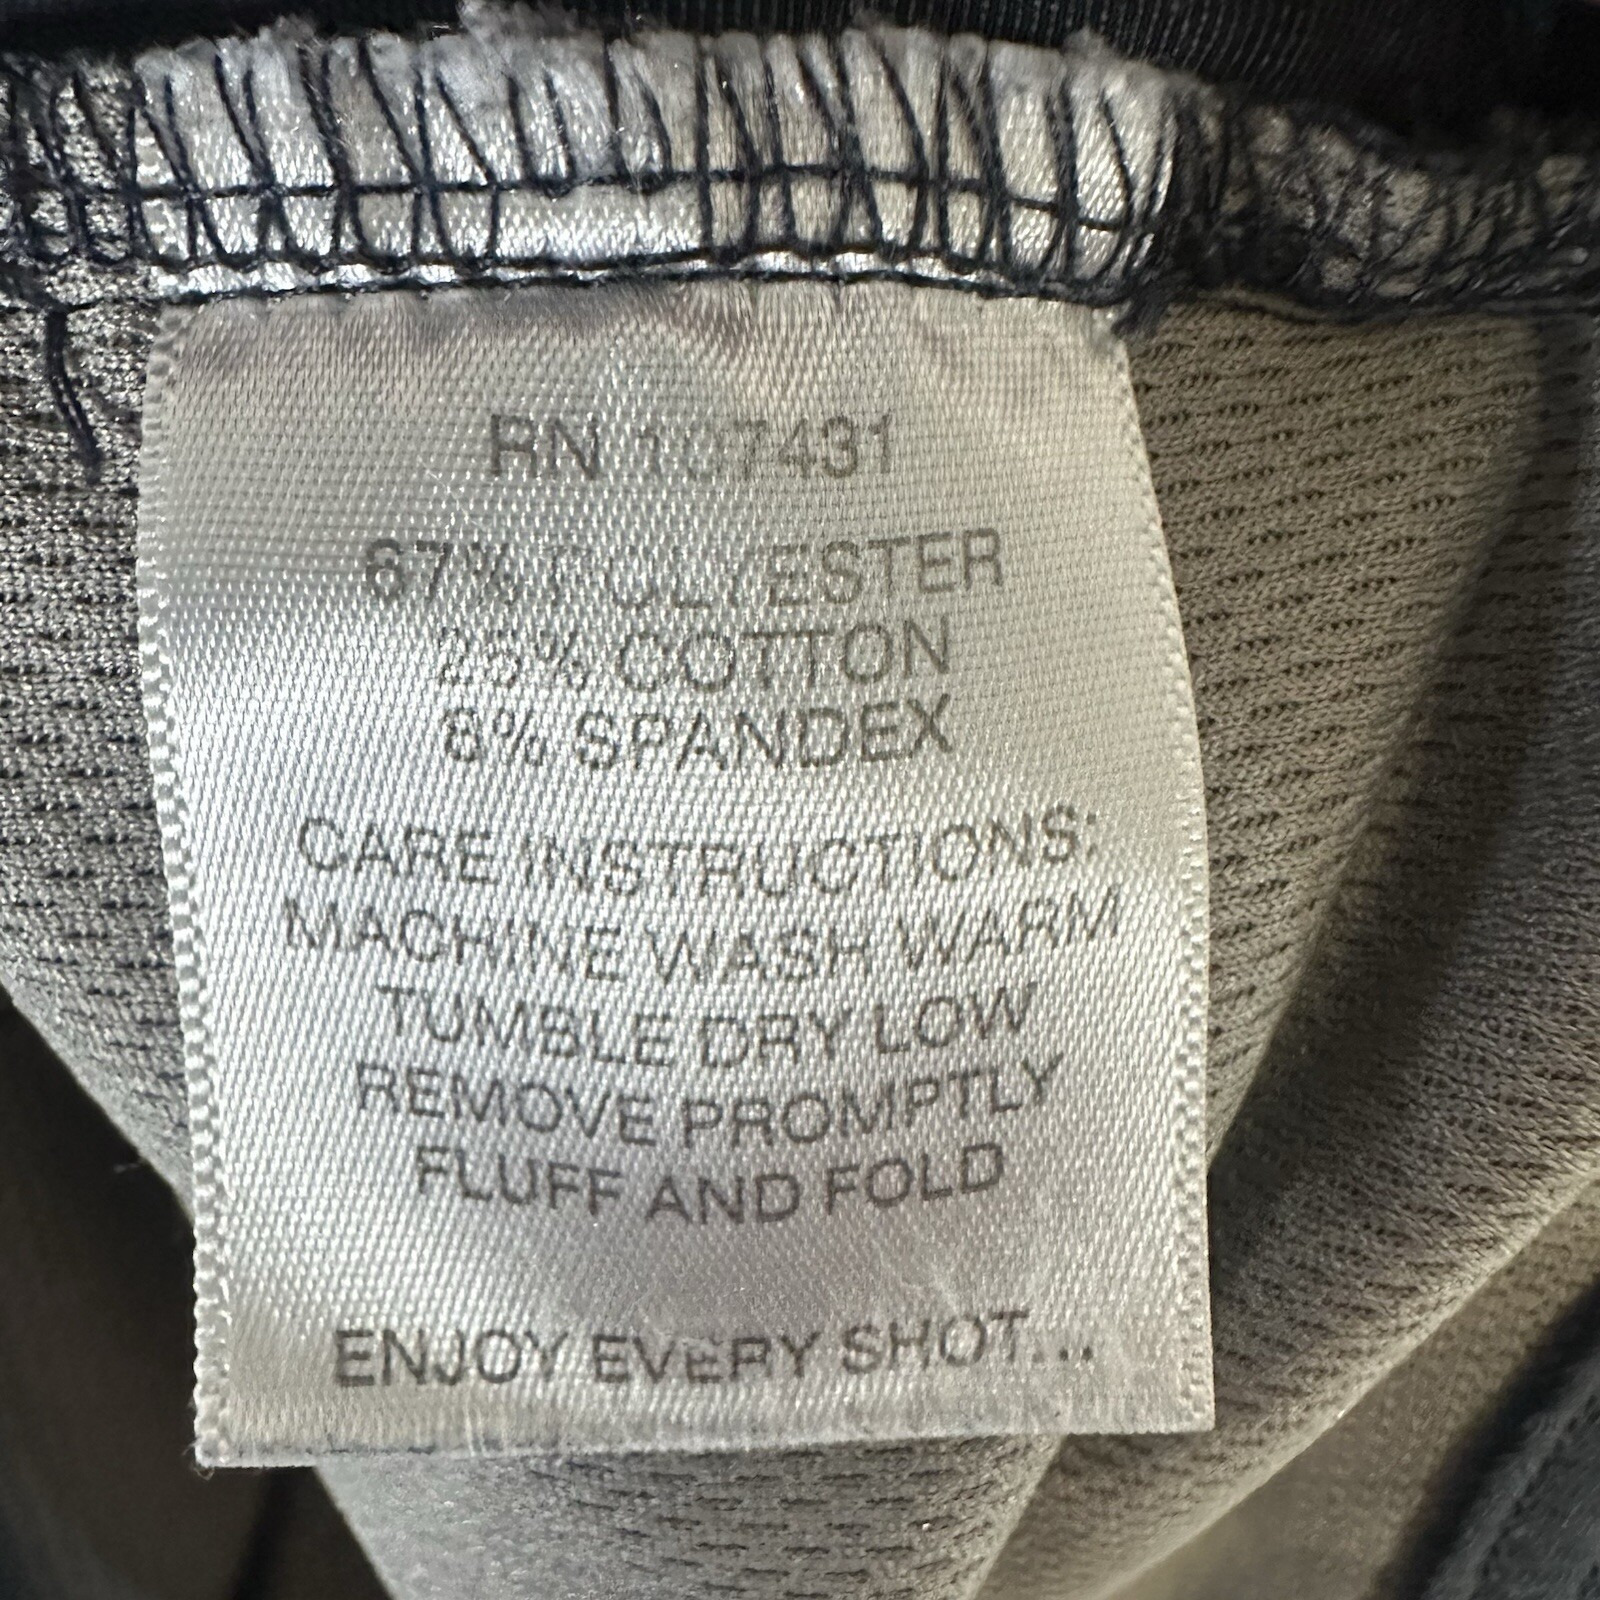 RN 137431
67% POLYESTER
25% COTTON
8% SPANDEX
CARE INSTRUCTIONS:
MACHINE WASH WARM
TUMBLE DRY LOW
REMOVE PROMPTLY
FLUFF AND FOLD
ENJOY EVERY SHOT...